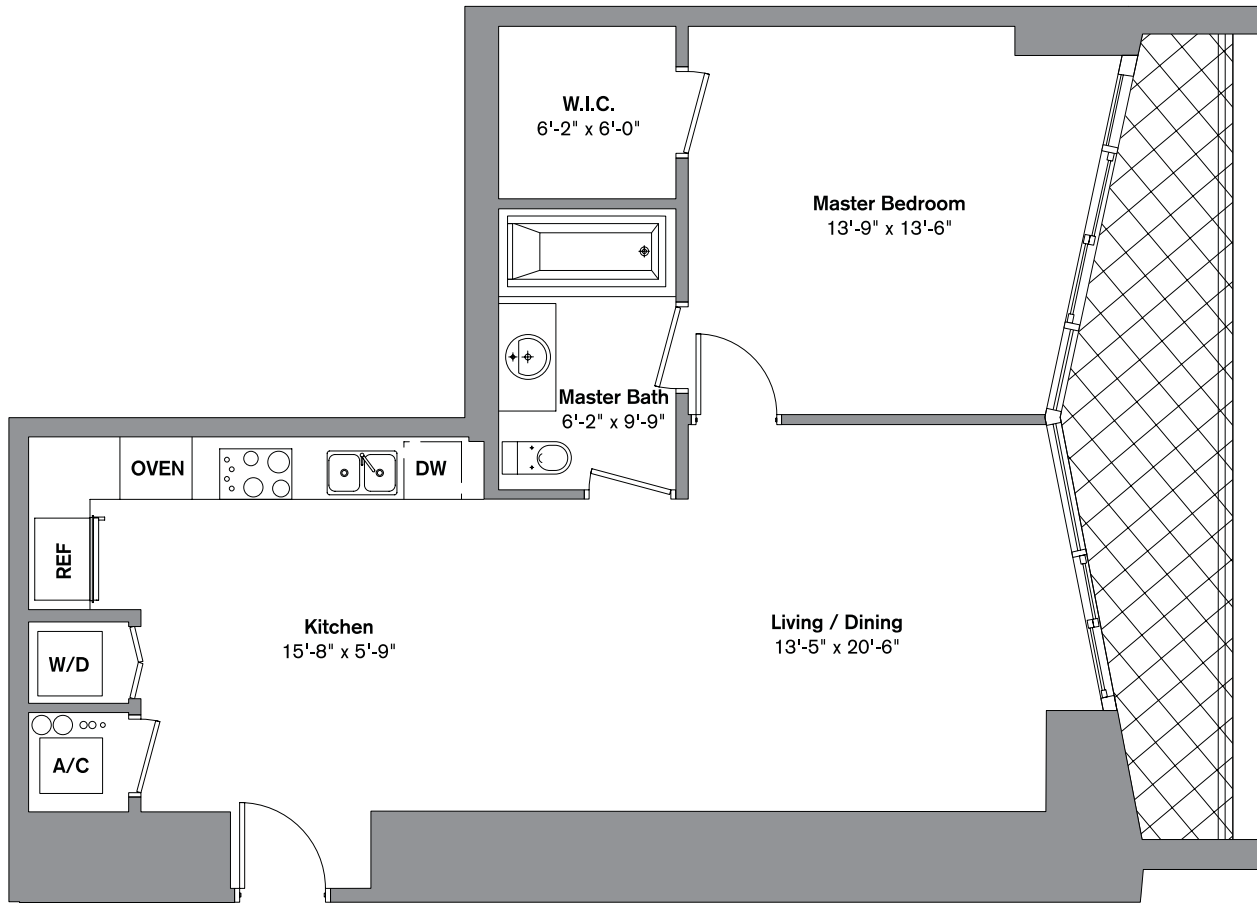 W.I.C.
6'-2" x 6'-0"
Master Bedroom
13'-9" x 13'-6"
Master Bath
6'-2" x 9'-9"
OVEN
DW
REF
Kitchen
15'-8" x 5'-9"
Living / Dining
13'-5" x 20'-6"
W/D
A/C